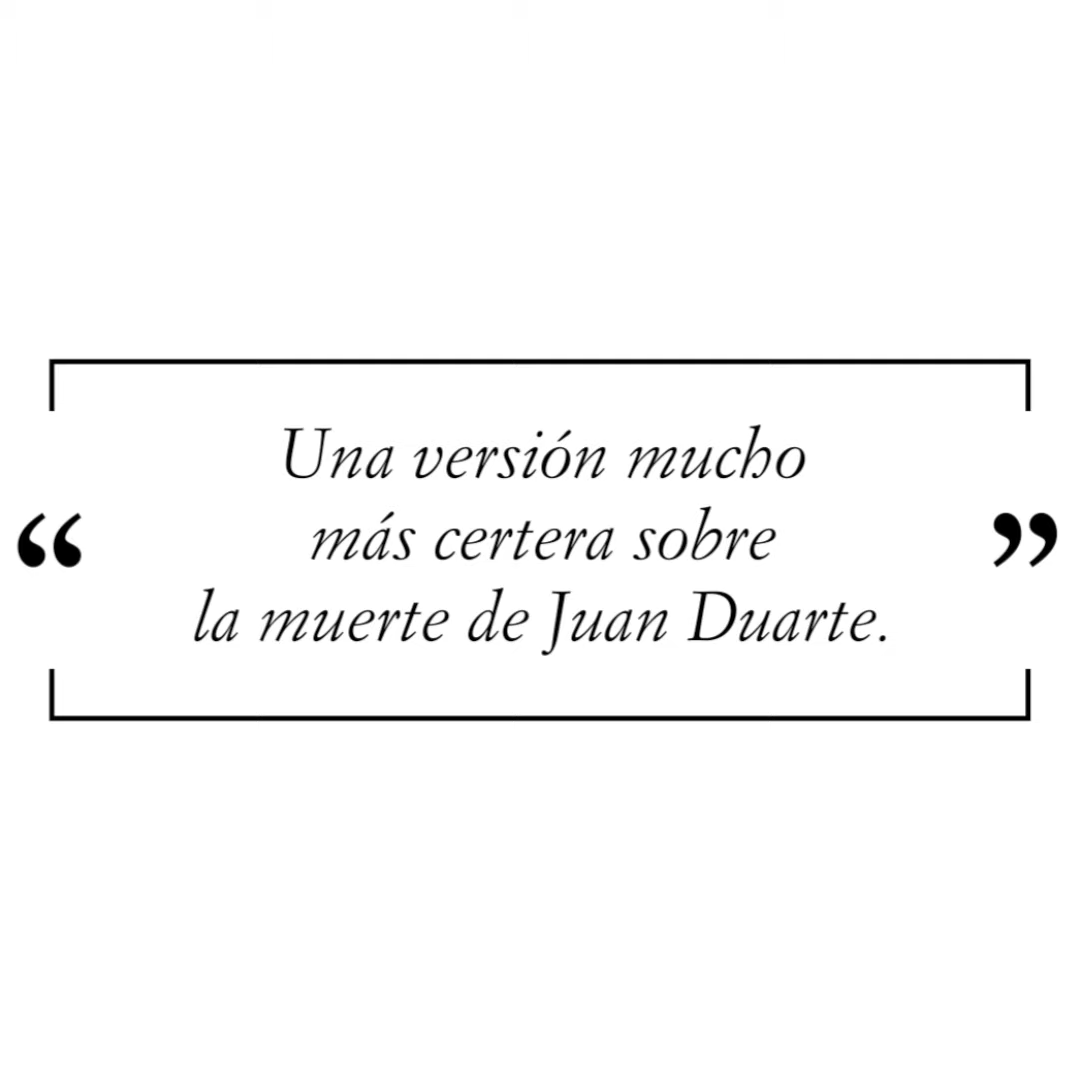 Una versión mucho
“ más certera sobre ”
la muerte de Juan Duarte.